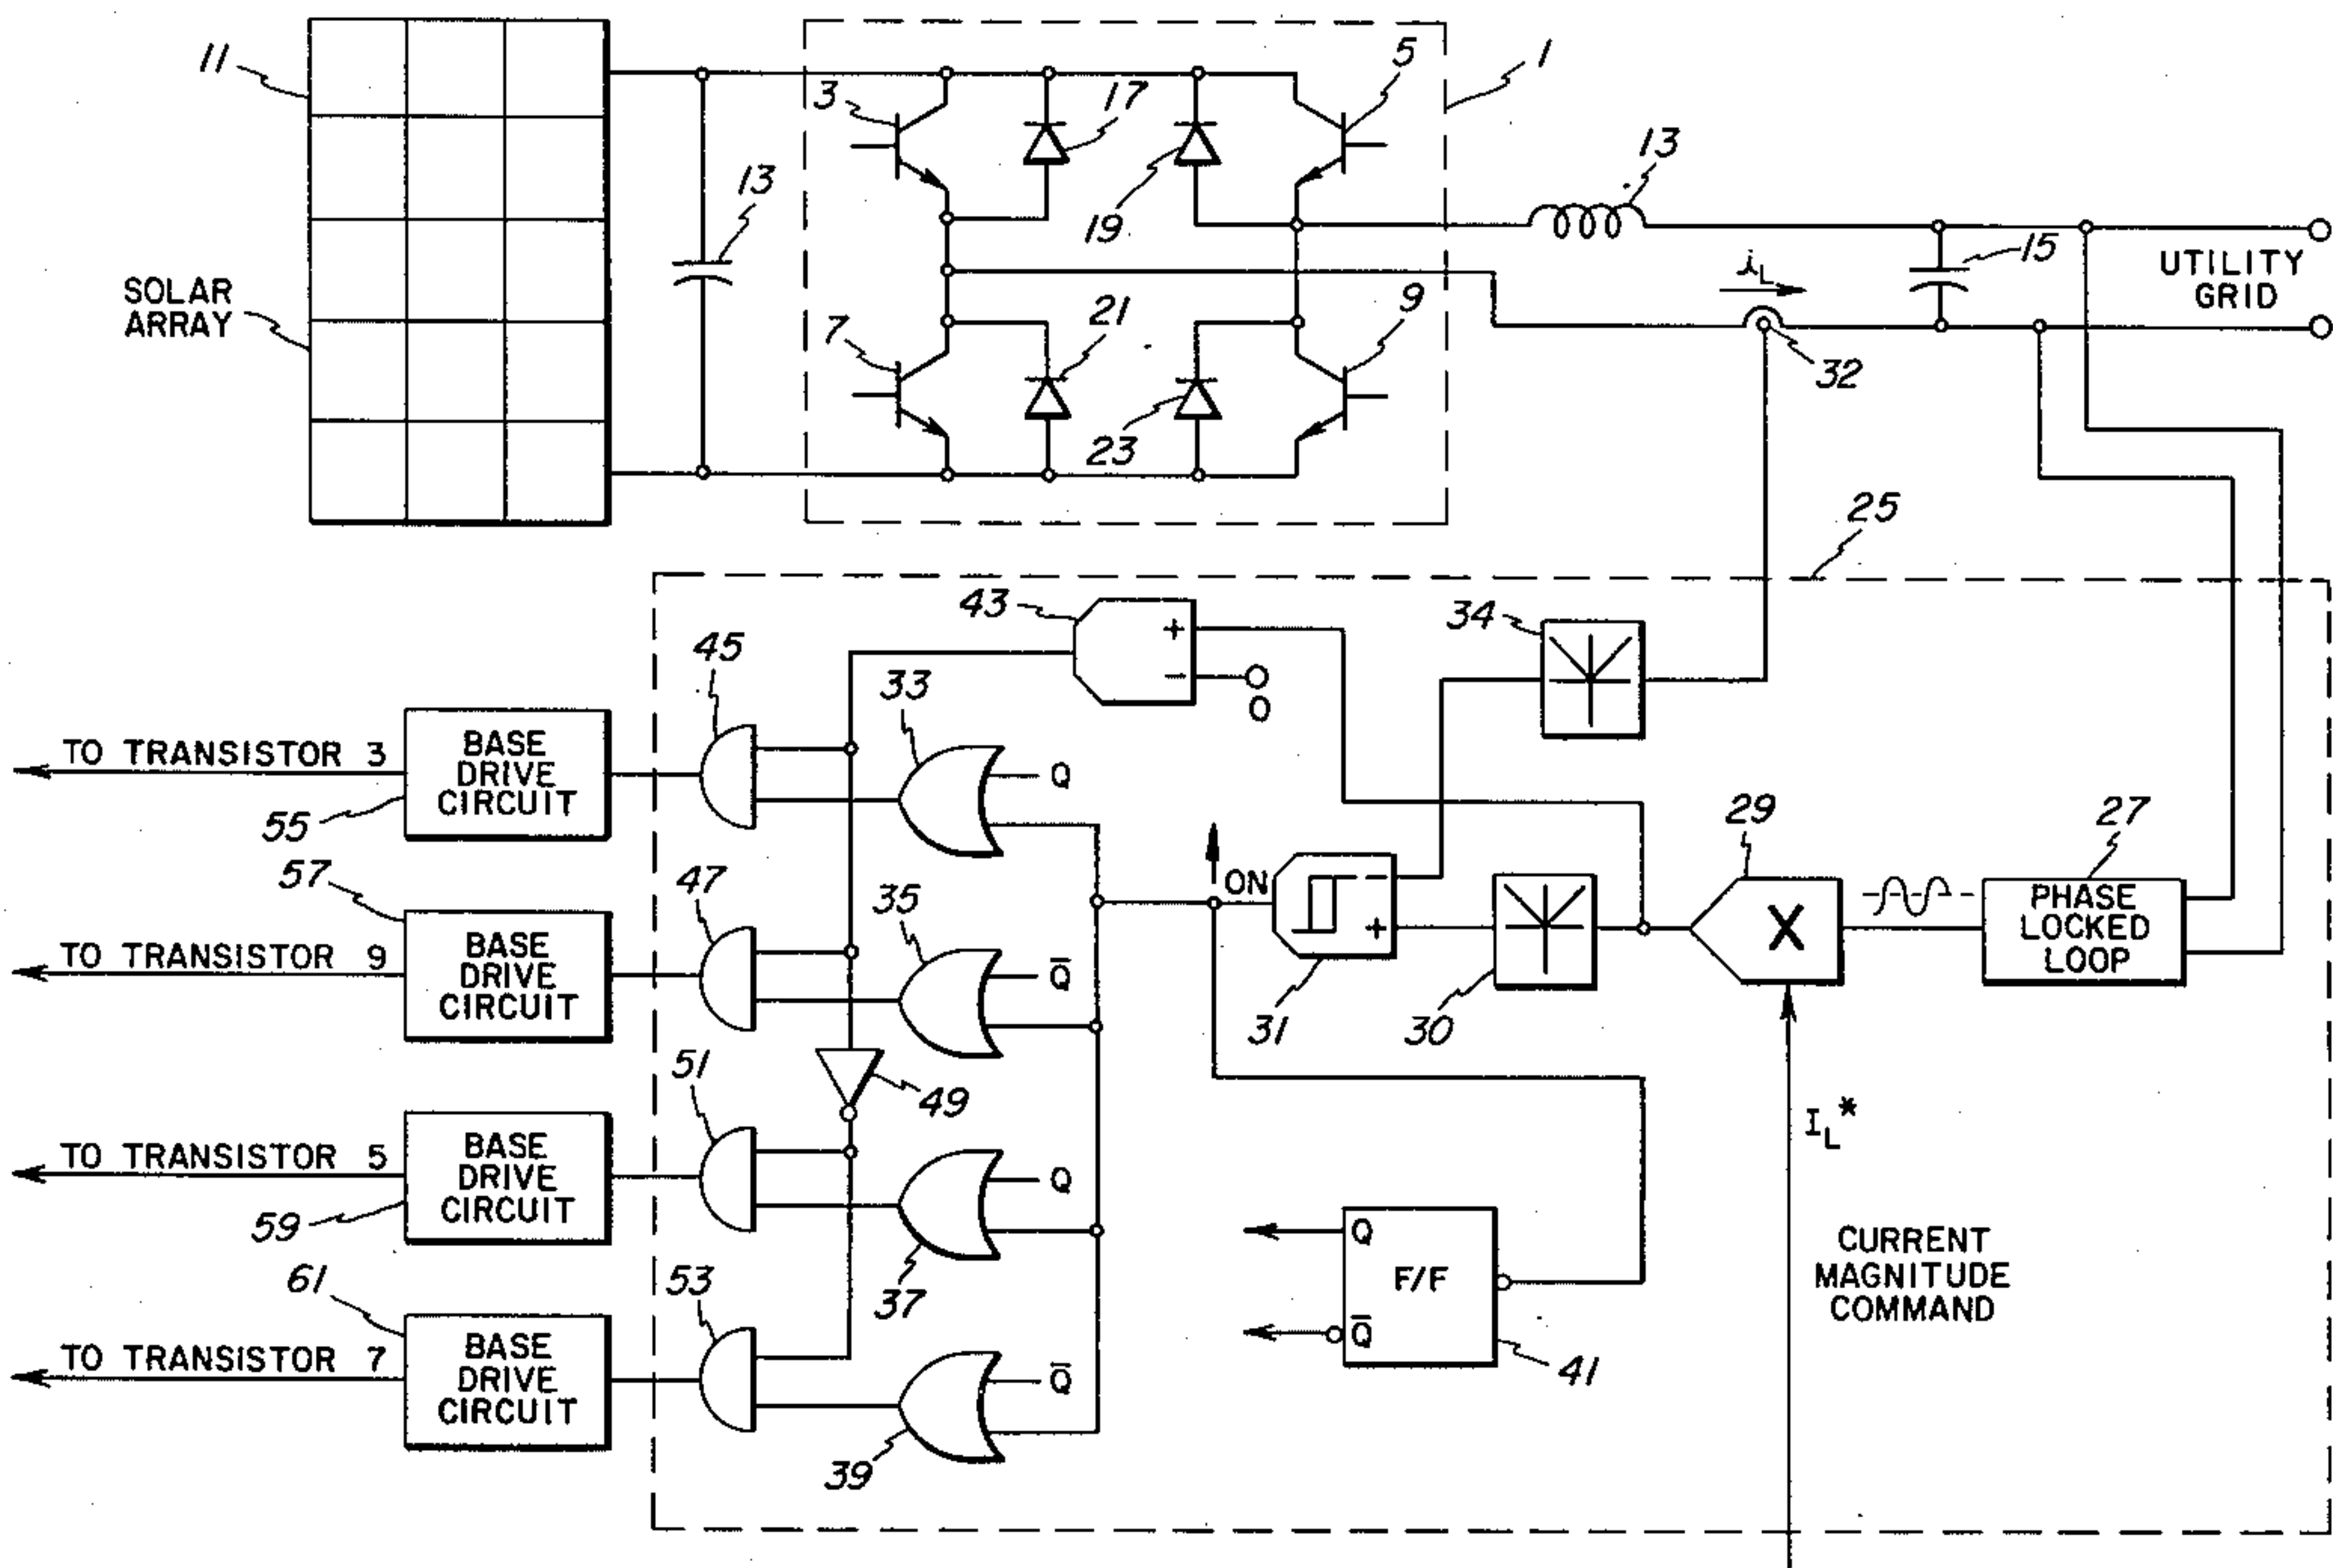 11
3
17
5
1
13
13
19
SOLAR
ARRAY
7
21
9
23
i_L
15
UTILITY
GRID
32
25
43
+
−
0
34
45
33
TO TRANSISTOR 3
BASE
DRIVE
CIRCUIT
55
Q
ON
29
27
57
47
35
TO TRANSISTOR 9
BASE
DRIVE
CIRCUIT
Q̄
−
+
31
30
X
PHASE
LOCKED
LOOP
51
49
I_L*
TO TRANSISTOR 5
BASE
DRIVE
CIRCUIT
59
Q
37
CURRENT
MAGNITUDE
COMMAND
61
53
Q
F/F
Q̄
41
TO TRANSISTOR 7
BASE
DRIVE
CIRCUIT
Q̄
39